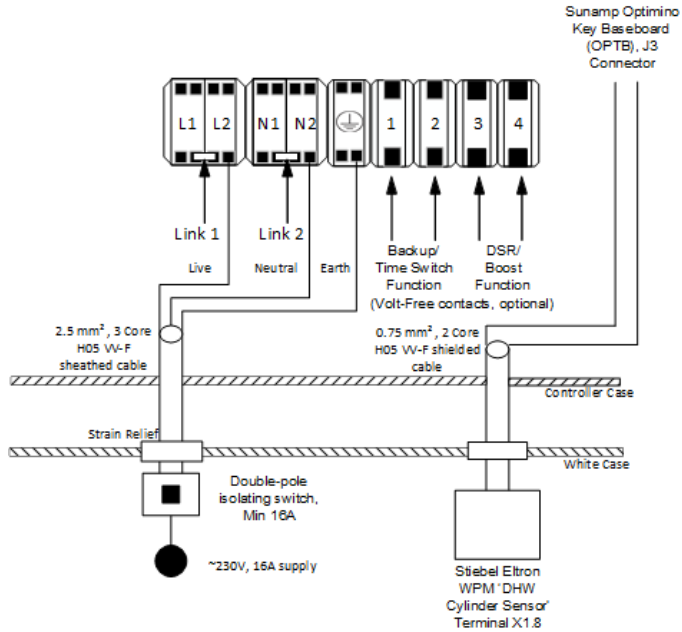 Sunamp Optimino
Key Baseboard
(OPTB), J3
Connector
L1 L2 N1 N2 1 2 3 4
Link 1
Link 2
Live
Neutral
Earth
Backup/
Time Switch
Function
DSR/
Boost
Function
(Volt-Free contacts, optional)
2.5 mm², 3 Core
H05 VV-F
sheathed cable
0.75 mm², 2 Core
H05 VV-F shielded
cable
Controller Case
Strain Relief
White Case
Double-pole
isolating switch,
Min 16A
~230V, 16A supply
Stiebel Eltron
WPM 'DHW
Cylinder Sensor'
Terminal X1.8